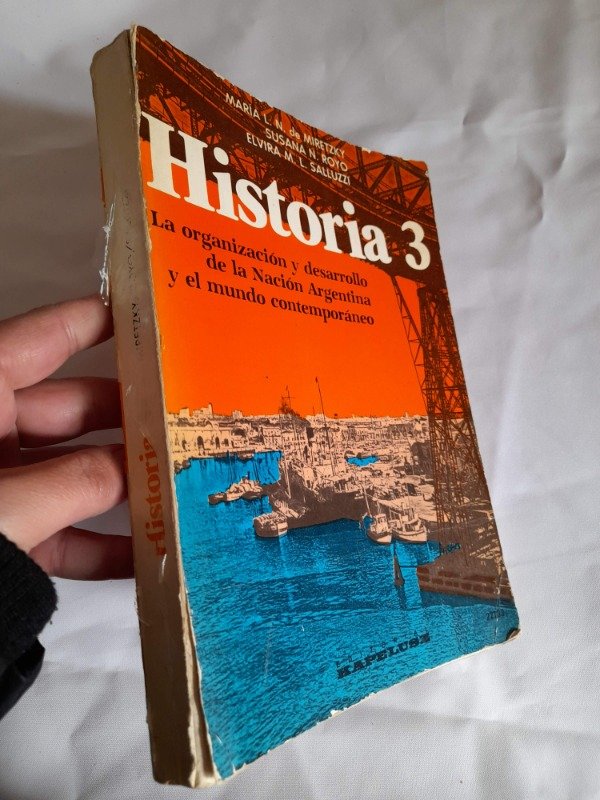 MARÍA L. N. de MIRETZKY
SUSANA N. ROYO
ELVIRA M. L. SALLUZZI
Historia 3
La organización y desarrollo
de la Nación Argentina
y el mundo contemporáneo
KAPELUSZ
Historia